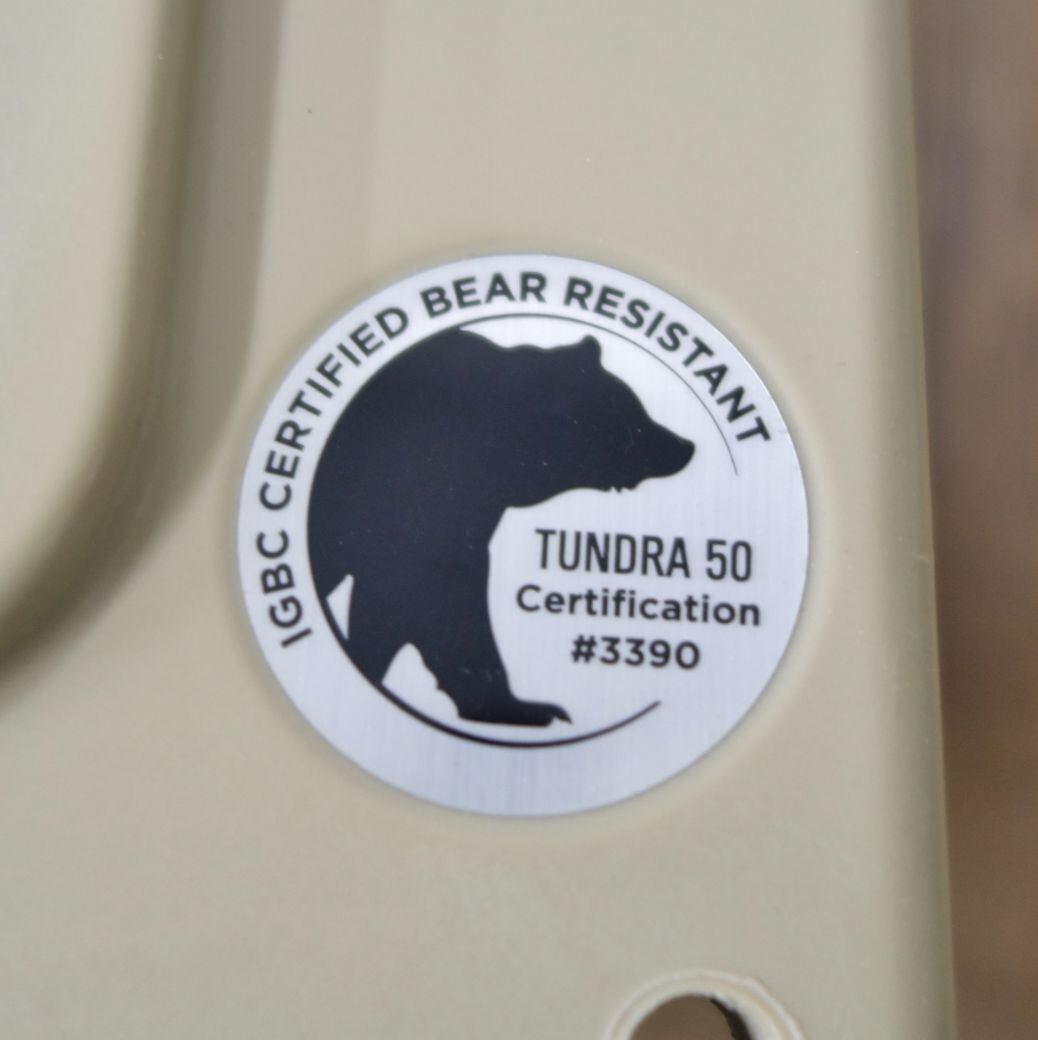 IGBC CERTIFIED BEAR RESISTANT
TUNDRA 50
Certification
#3390